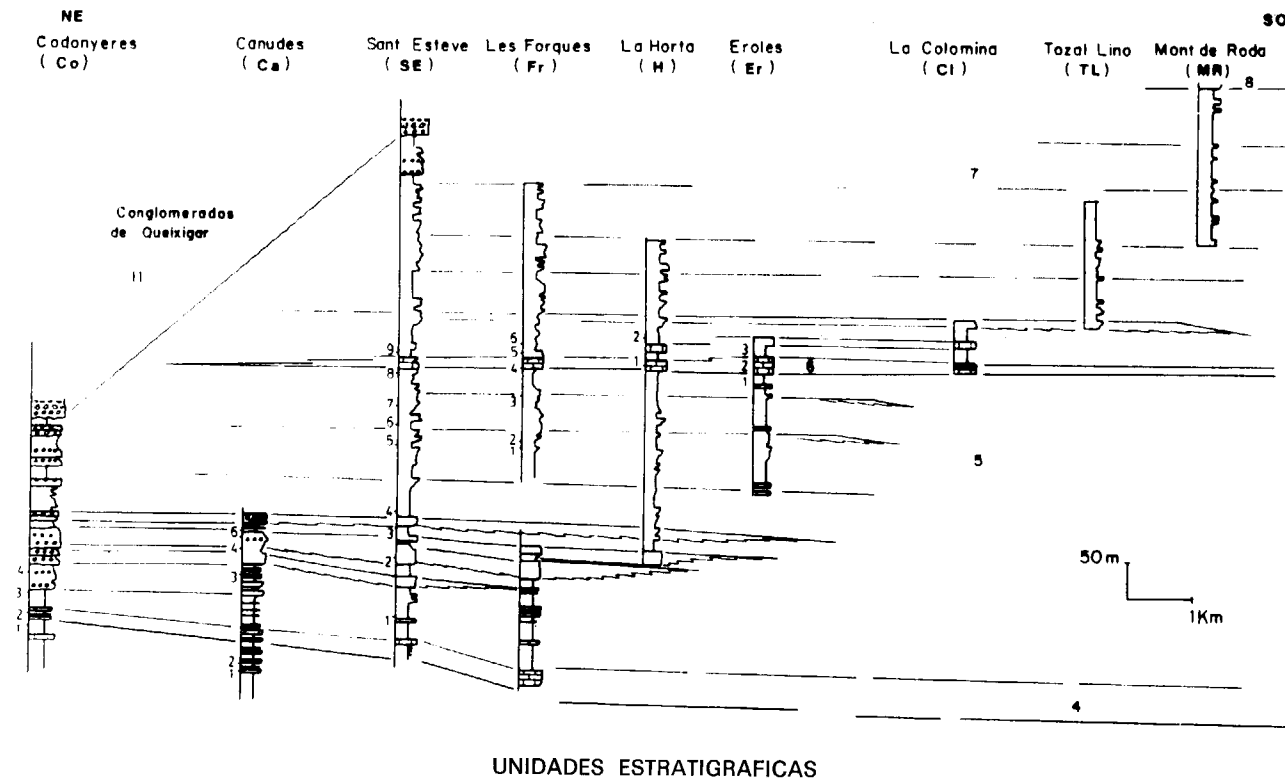 NE
SO
Cadanyeres
(Co)
Canudes
(Ca)
Sant Esteve
(SE)
Les Forques
(Fr)
La Horta
(H)
Eroles
(Er)
La Colomina
(Cl)
Tozal Lino
(TL)
Mont de Roda
(MR)
8
7
Conglomerados
de Queixigar
11
6
5
4
50 m
1 Km
4
3
2
1
6
4
3
2
1
9
8
7
6
5
4
3
2
1
6
5
4
3
2
1
2
1
3
2
1
UNIDADES ESTRATIGRAFICAS